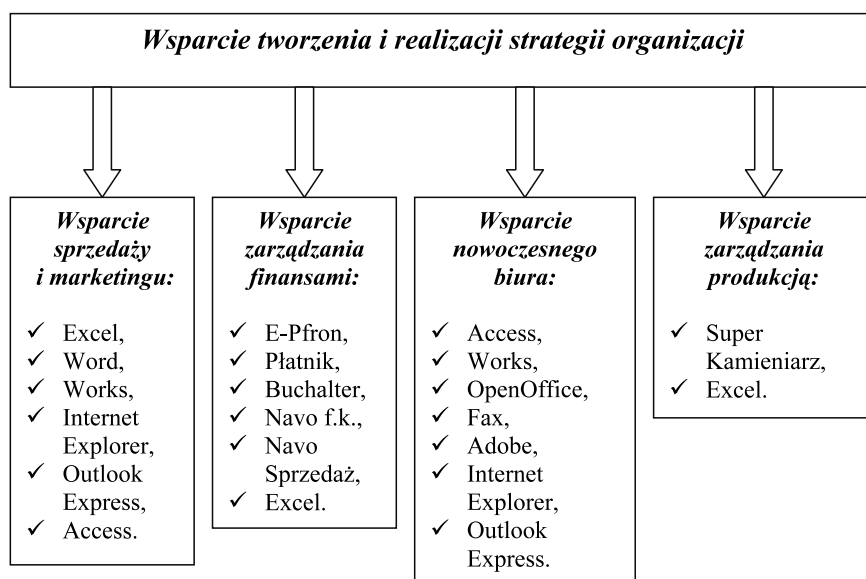 Wsparcie tworzenia i realizacji strategii organizacji
Wsparcie
sprzedaży
i marketingu:
✓ Excel,
✓ Word,
✓ Works,
✓ Internet
Explorer,
✓ Outlook
Express,
✓ Access.
Wsparcie
zarządzania
finansami:
✓ E-Pfron,
✓ Płatnik,
✓ Buchalter,
✓ Navo f.k.,
✓ Navo
Sprzedaż,
✓ Excel.
Wsparcie
nowoczesnego
biura:
✓ Access,
✓ Works,
✓ OpenOffice,
✓ Fax,
✓ Adobe,
✓ Internet
Explorer,
✓ Outlook
Express.
Wsparcie
zarządzania
produkcją:
✓ Super
Kamieniarz,
✓ Excel.